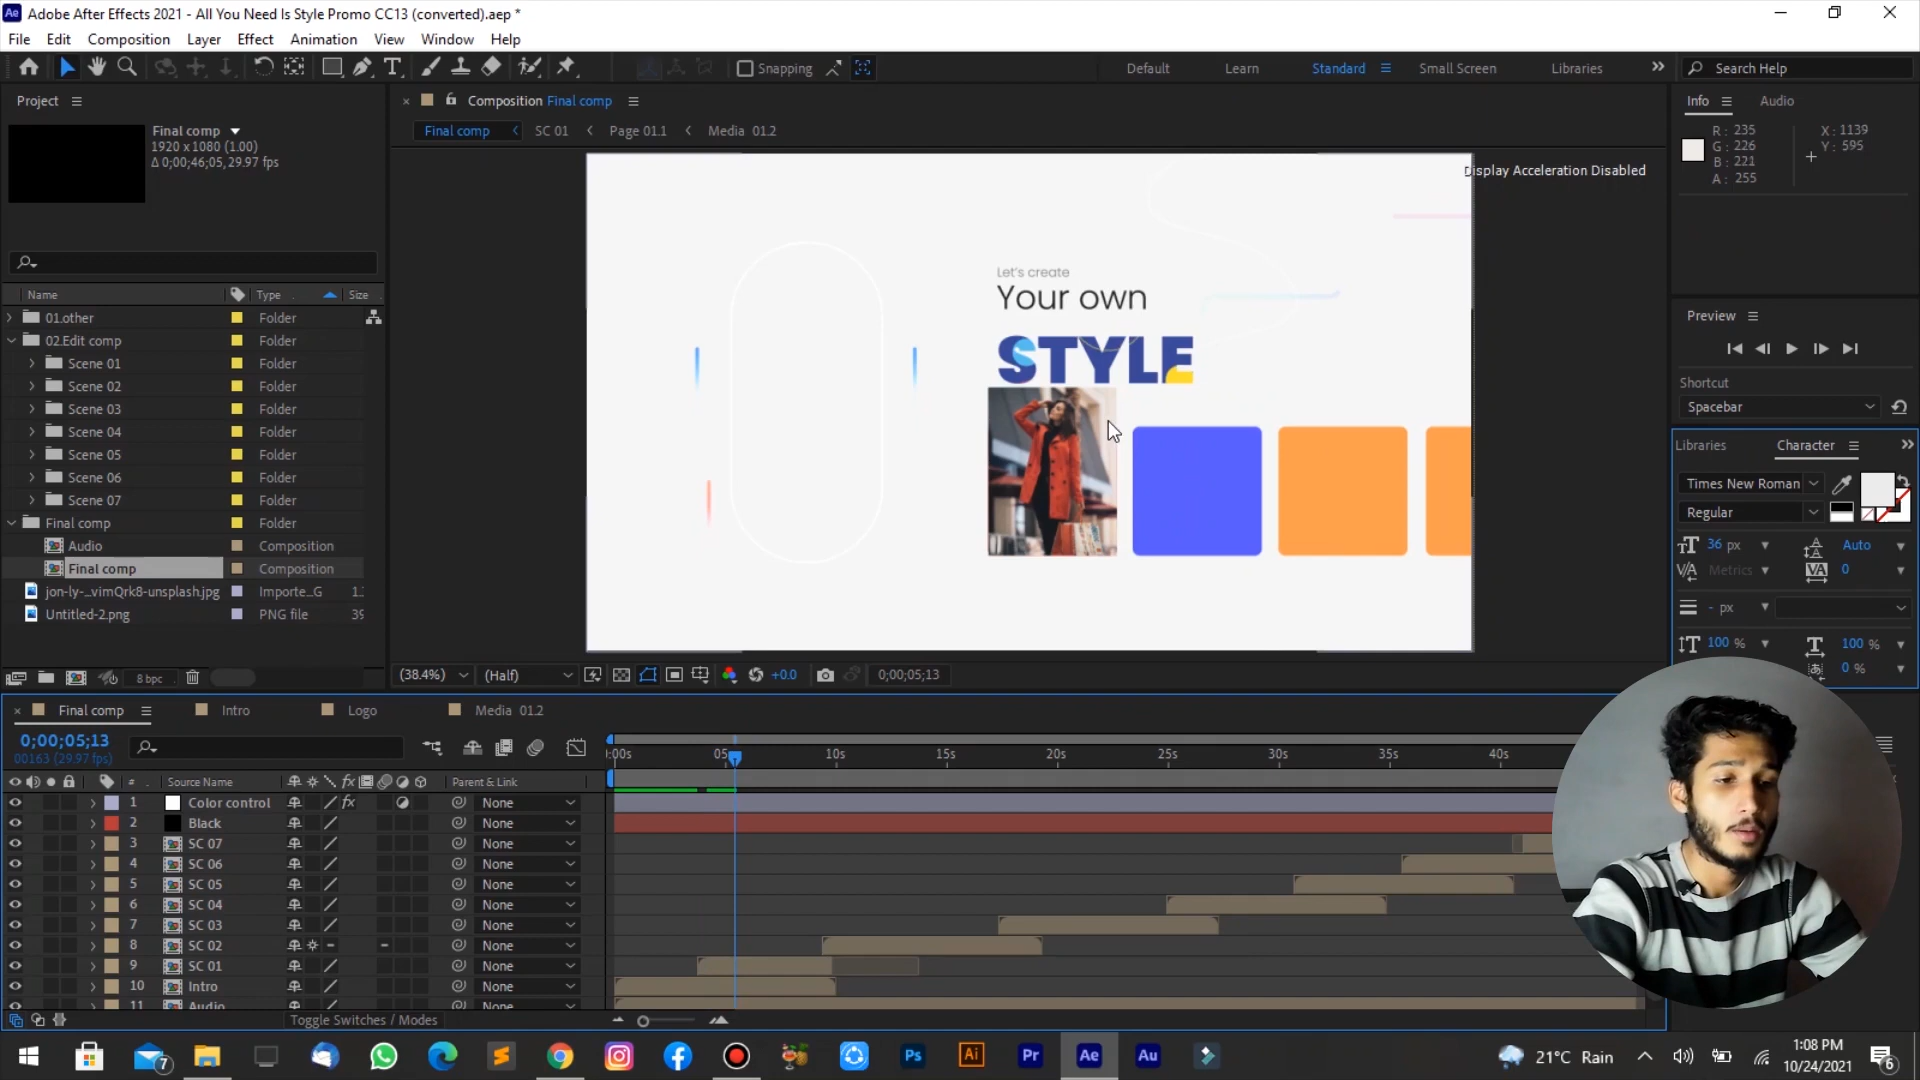 Adobe After Effects 2021 - All You Need Is Style Promo CC13 (converted).aep *
File Edit Composition Layer Effect Animation View Window Help
Snapping Default Learn Standard Small Screen Libraries Search Help
Project
Final comp
1920 x 1080 (1.00)
Δ 0;00;46;05, 29.97 fps
Name Type Size
01.other Folder
02.Edit comp Folder
Scene 01 Folder
Scene 02 Folder
Scene 03 Folder
Scene 04 Folder
Scene 05 Folder
Scene 06 Folder
Scene 07 Folder
Final comp Folder
Audio Composition
Final comp Composition
jon-ly-_vimQrk8-unsplash.jpg Importe_G
Untitled-2.png PNG file 39
8 bpc
Composition Final comp
Final comp SC 01 Page 01.1 Media 01.2
Display Acceleration Disabled
Let's create
Your own
STYLE
(38.4%) (Half) +0.0 0;00;05;13
Info Audio
R: 235 X: 1139
G: 226 Y: 595
B: 221
A: 255
Preview
Shortcut
Spacebar
Libraries Character
Times New Roman
Regular
36 px Auto
Metrics 0
- px
100 % 100 %
0 %
Final comp Intro Logo Media 01.2
0;00;05;13
00163 (29.97 fps)
:00s 05s 10s 15s 20s 25s 30s 35s 40s
# Source Name Parent & Link
1 Color control fx None
2 Black None
3 SC 07 None
4 SC 06 None
5 SC 05 None
6 SC 04 None
7 SC 03 None
8 SC 02 None
9 SC 01 None
10 Intro None
11 Audio None
Toggle Switches / Modes
7 Ps Ai Pr Ae Au 21°C Rain 1:08 PM
10/24/2021 6